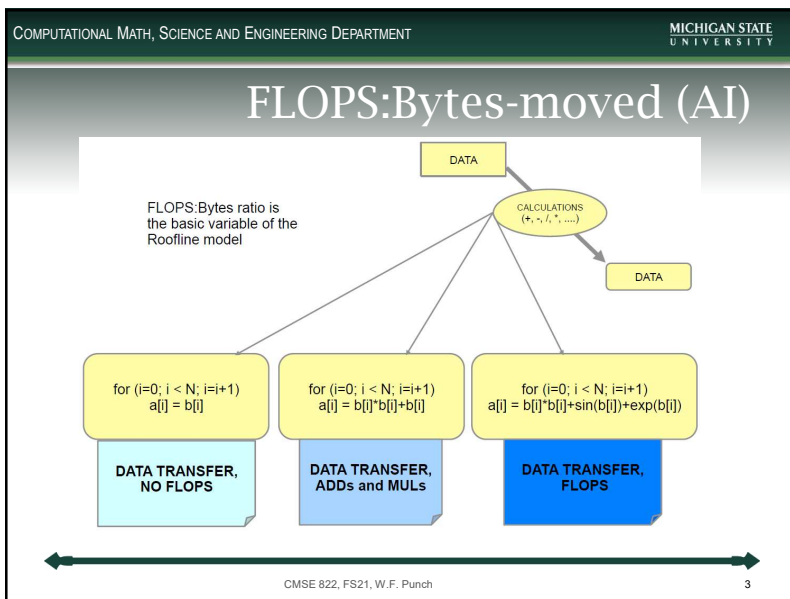 COMPUTATIONAL MATH, SCIENCE AND ENGINEERING DEPARTMENT
MICHIGAN STATE
UNIVERSITY
FLOPS:Bytes-moved (AI)
DATA
FLOPS:Bytes ratio is
the basic variable of the
Roofline model
CALCULATIONS
(+, -, /, *, ....)
DATA
for (i=0; i < N; i=i+1)
a[i] = b[i]
for (i=0; i < N; i=i+1)
a[i] = b[i]*b[i]+b[i]
for (i=0; i < N; i=i+1)
a[i] = b[i]*b[i]+sin(b[i])+exp(b[i])
DATA TRANSFER,
NO FLOPS
DATA TRANSFER,
ADDs and MULs
DATA TRANSFER,
FLOPS
CMSE 822, FS21, W.F. Punch
3